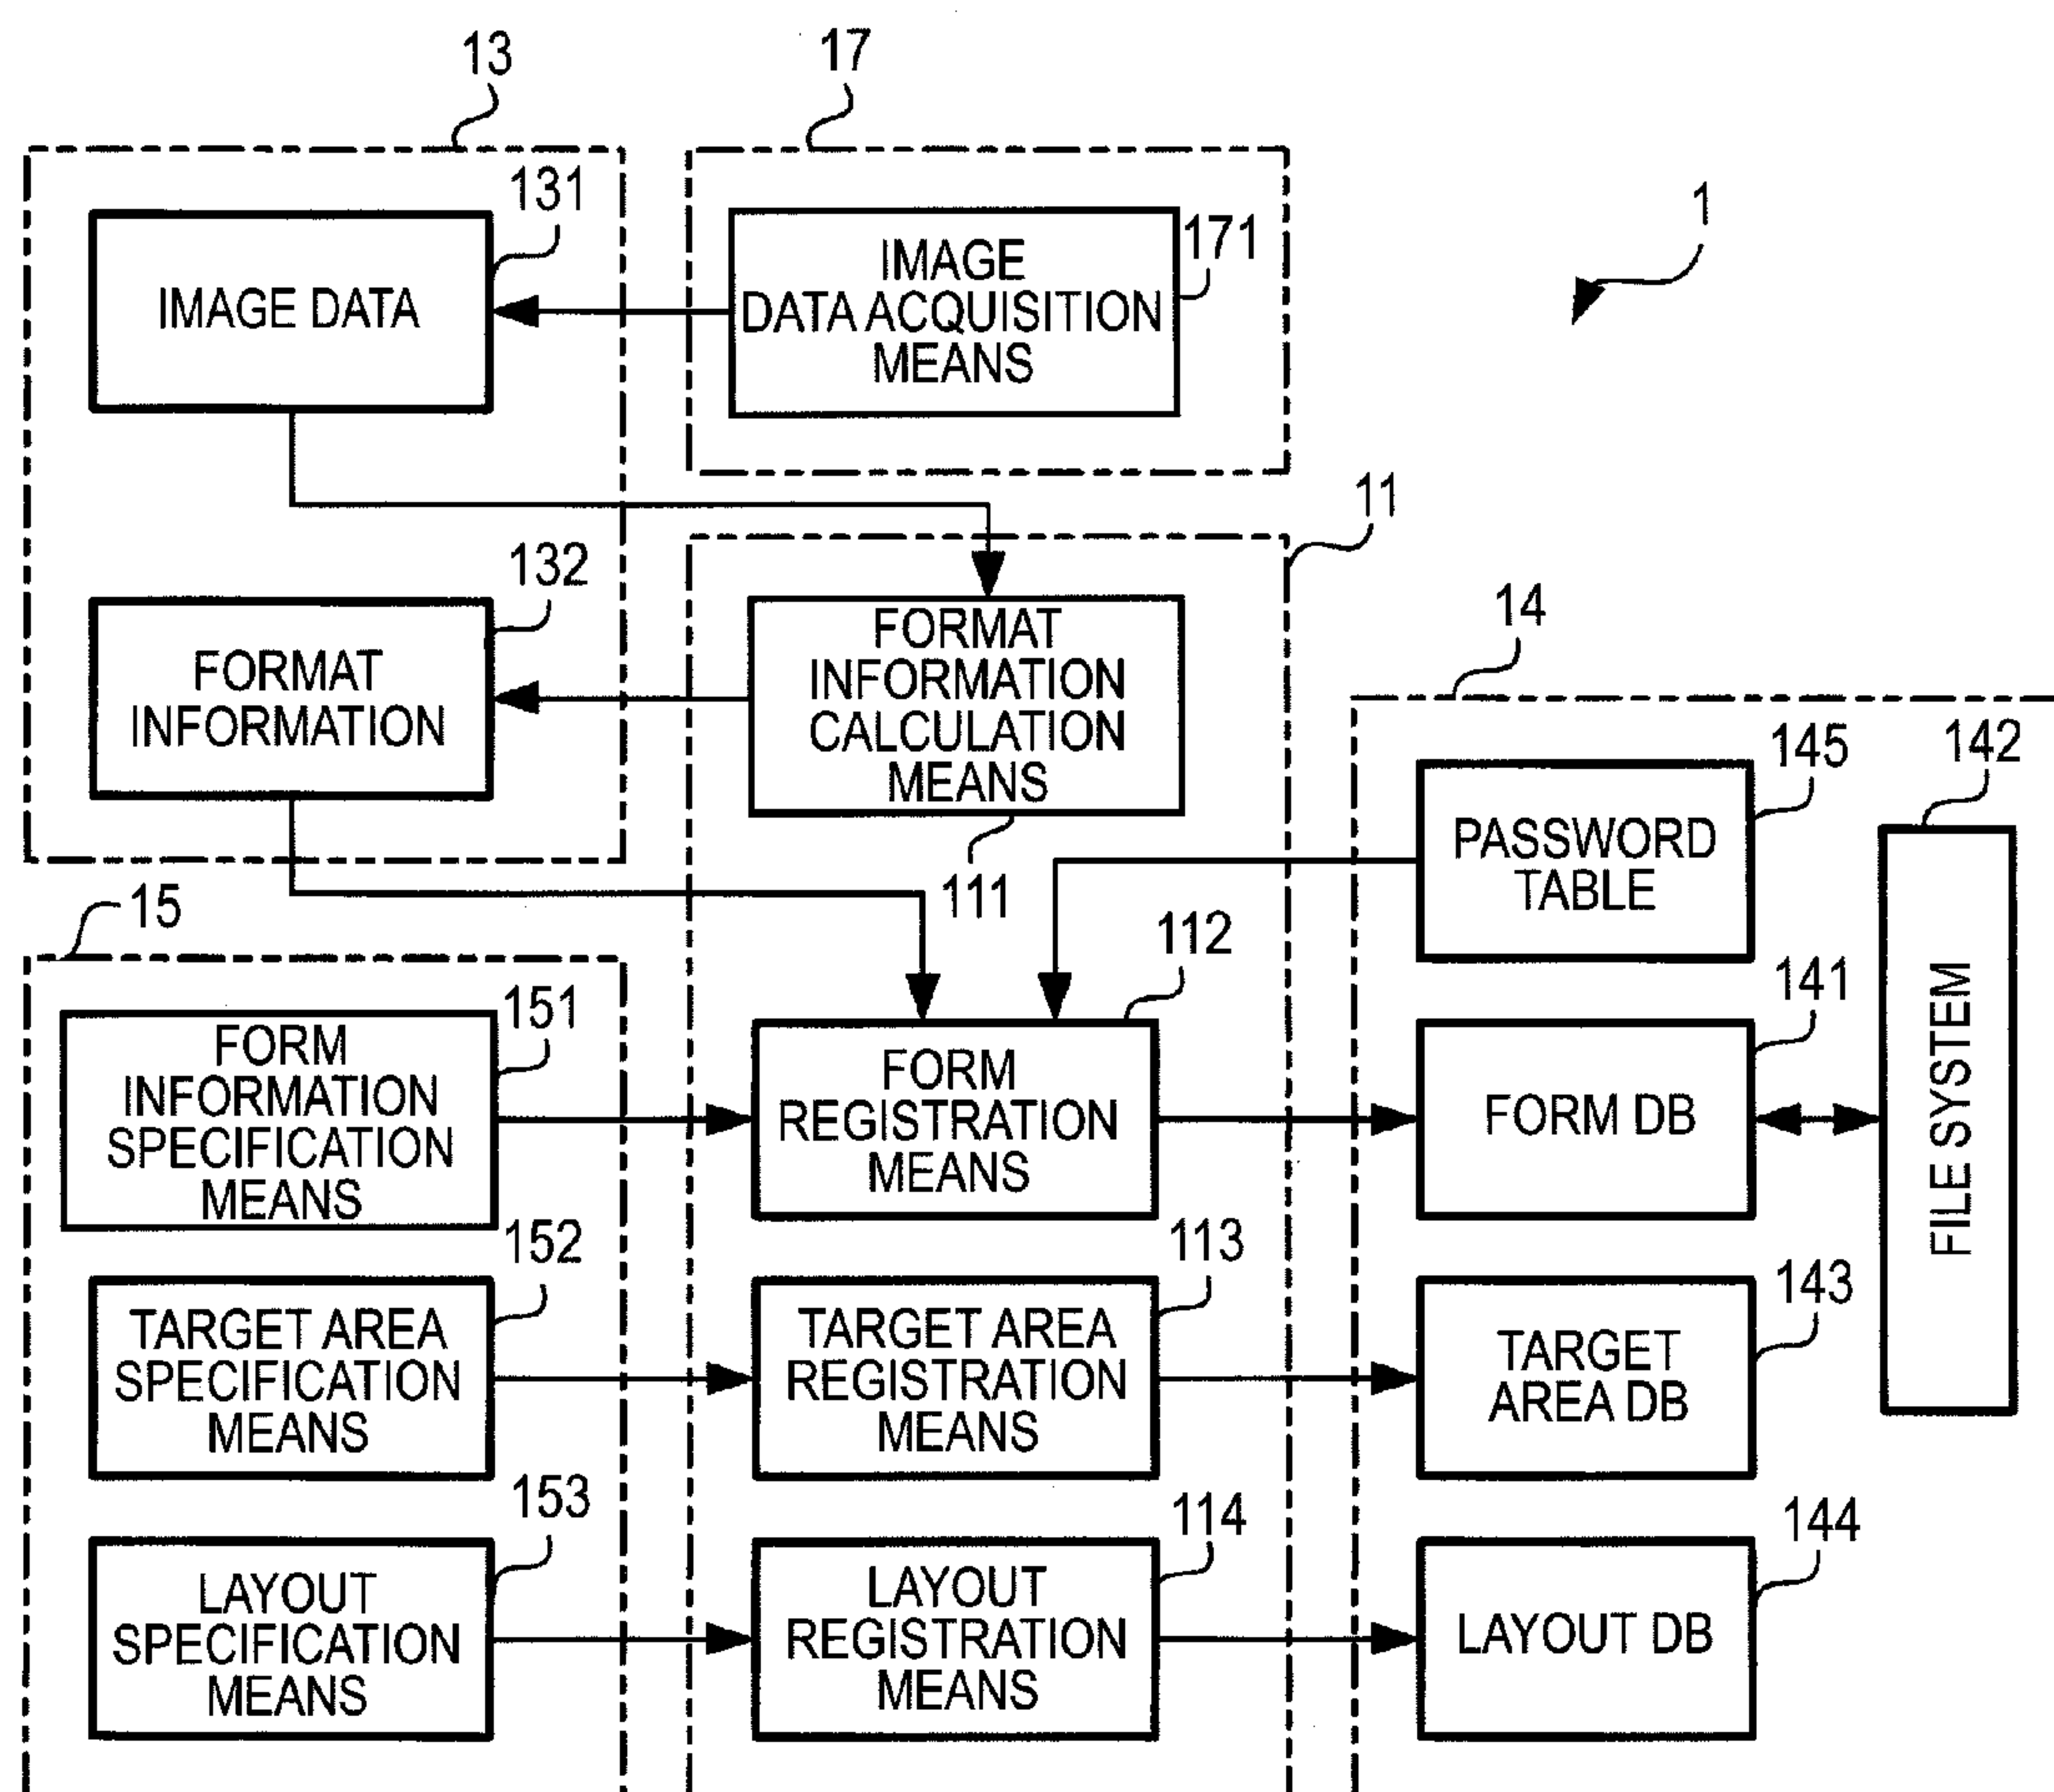 13
17
131
IMAGE DATA
IMAGE
DATA ACQUISITION
MEANS
171
1
11
132
FORMAT
INFORMATION
FORMAT
INFORMATION
CALCULATION
MEANS
111
14
145
142
PASSWORD
TABLE
FILE SYSTEM
15
151
FORM
INFORMATION
SPECIFICATION
MEANS
112
FORM
REGISTRATION
MEANS
141
FORM DB
152
TARGET AREA
SPECIFICATION
MEANS
113
TARGET AREA
REGISTRATION
MEANS
143
TARGET
AREA DB
153
LAYOUT
SPECIFICATION
MEANS
114
LAYOUT
REGISTRATION
MEANS
144
LAYOUT DB